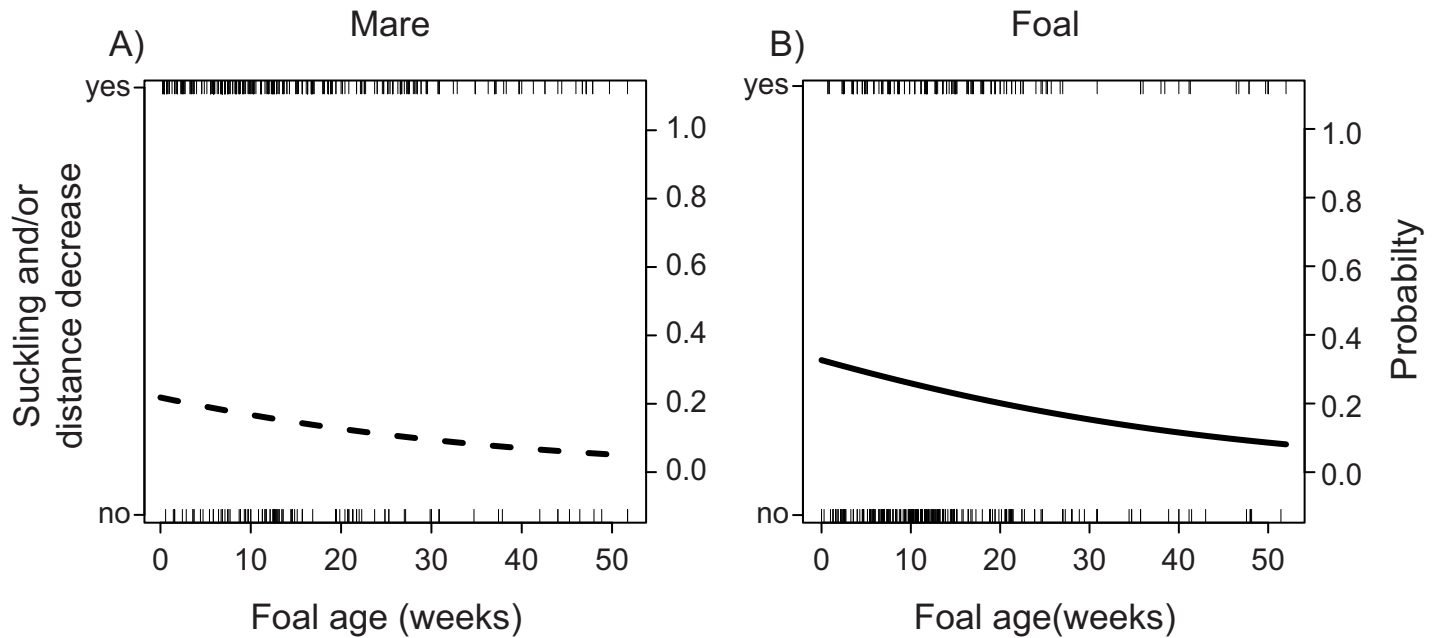 Mare
Foal
A)
B)
yes
yes
1.0
0.8
0.6
0.4
0.2
0.0
1.0
0.8
0.6
0.4
0.2
0.0
Suckling and/or
distance decrease
Probabilty
no
no
0 10 20 30 40 50
0 10 20 30 40 50
Foal age (weeks)
Foal age(weeks)